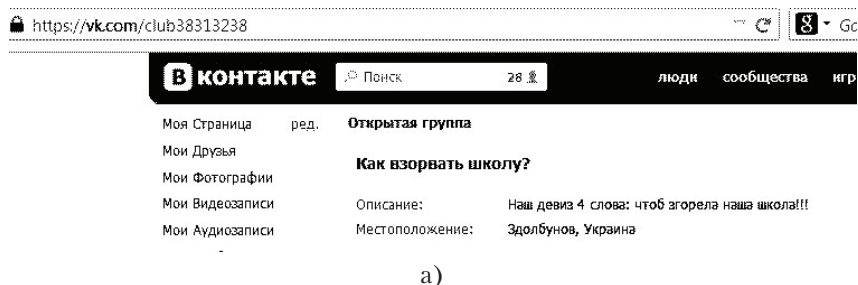 https://vk.com/club38313238
Go
В контакте Поиск 28 люди сообщества игр
Моя Страница ред. Открытая группа
Мои Друзья
Как взорвать школу?
Мои Фотографии
Мои Видеозаписи Описание: Наш девиз 4 слова: чтоб згорела наша школа!!!
Мои Аудиозаписи Местоположение: Здолбунов, Украина
а)